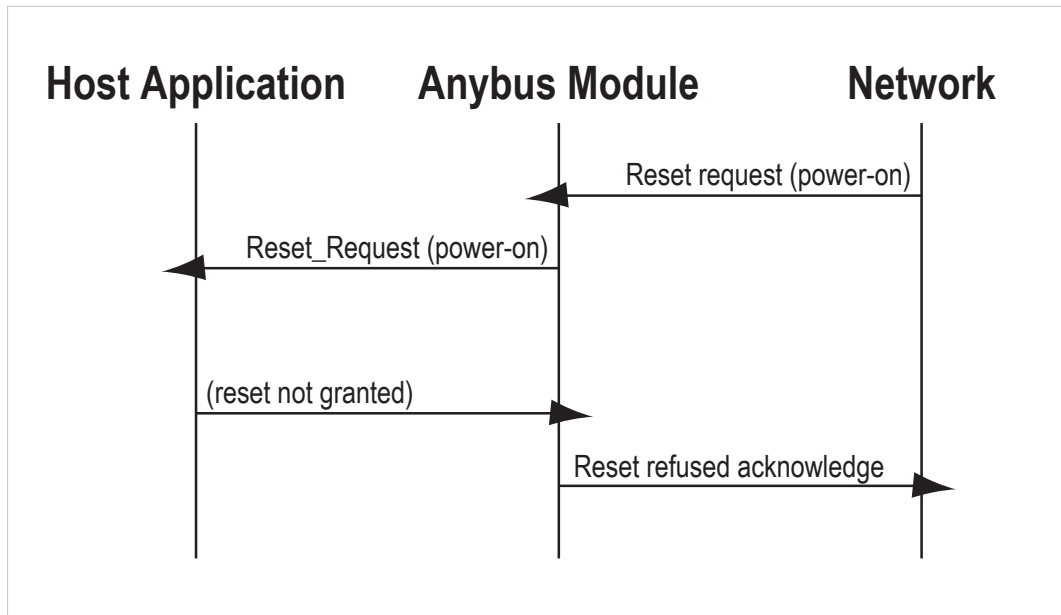 Host Application Anybus Module Network
Reset request (power-on)
Reset_Request (power-on)
(reset not granted)
Reset refused acknowledge